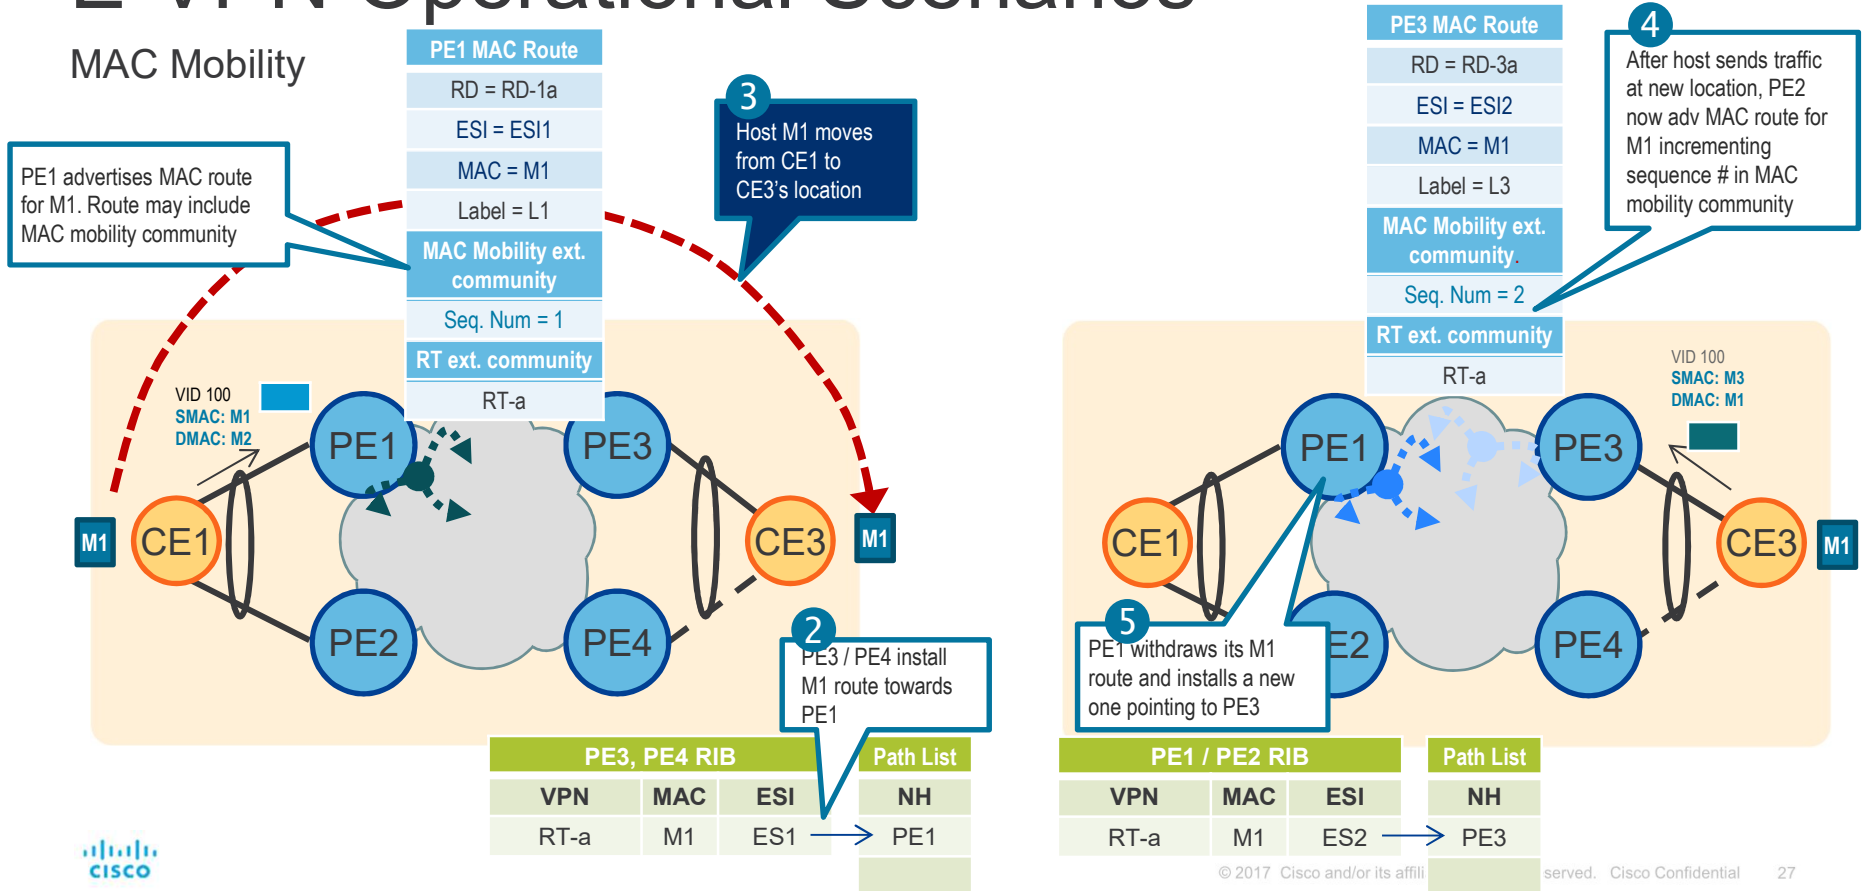 E-VPN Operational Scenarios
MAC Mobility
PE1 MAC Route
RD = RD-1a
ESI = ESI1
MAC = M1
Label = L1
MAC Mobility ext.
community
Seq. Num = 1
RT ext. community
RT-a
PE1 advertises MAC route
for M1. Route may include
MAC mobility community
3
Host M1 moves
from CE1 to
CE3's location
VID 100
SMAC: M1
DMAC: M2
PE1
PE3
M1
CE1
CE3
M1
PE2
PE4
2
PE3 / PE4 install
M1 route towards
PE1
PE3, PE4 RIB
Path List
VPN MAC ESI
NH
RT-a M1 ES1
PE1
PE3 MAC Route
RD = RD-3a
ESI = ESI2
MAC = M1
Label = L3
MAC Mobility ext.
community.
Seq. Num = 2
RT ext. community
RT-a
4
After host sends traffic
at new location, PE2
now adv MAC route for
M1 incrementing
sequence # in MAC
mobility community
VID 100
SMAC: M3
DMAC: M1
PE1
PE3
CE1
CE3
M1
E2
PE4
5
PE1 withdraws its M1
route and installs a new
one pointing to PE3
PE1 / PE2 RIB
Path List
VPN MAC ESI
NH
RT-a M1 ES2
PE3
CISCO
© 2017 Cisco and/or its affili served. Cisco Confidential 27